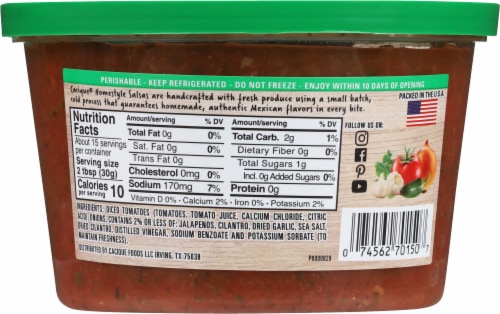 PERISHABLE - KEEP REFRIGERATED - DO NOT FREEZE - ENJOY WITHIN 10 DAYS OF OPENING
Cacique® Homestyle Salsas are handcrafted with fresh produce using a small batch,
cold process that guarantees homemade, authentic Mexican flavors in every bite.
PACKED IN THE USA
FOLLOW US ON:
Nutrition
Facts
About 15 servings
per container
Serving size
2 tbsp (30g)
Calories
per serving 10
Amount/serving % DV
Total Fat 0g 0%
Sat. Fat 0g 0%
Trans Fat 0g
Cholesterol 0mg 0%
Sodium 170mg 7%
Amount/serving % DV
Total Carb. 2g 1%
Dietary Fiber 0g 0%
Total Sugars 1g
Incl. 0g Added Sugars 0%
Protein 0g
Vitamin D 0% • Calcium 2% • Iron 0% • Potassium 2%
INGREDIENTS: DICED TOMATOES (TOMATOES, TOMATO JUICE, CALCIUM CHLORIDE, CITRIC
ACID), ONIONS, CONTAINS 2% OR LESS OF: JALAPENOS, CILANTRO, DRIED GARLIC, SEA SALT,
DRIED CILANTRO, DISTILLED VINEGAR, SODIUM BENZOATE AND POTASSIUM SORBATE (TO
MAINTAIN FRESHNESS).
DISTRIBUTED BY CACIQUE FOODS LLC IRVING, TX 75038
P0000829
0 74562 70150 7